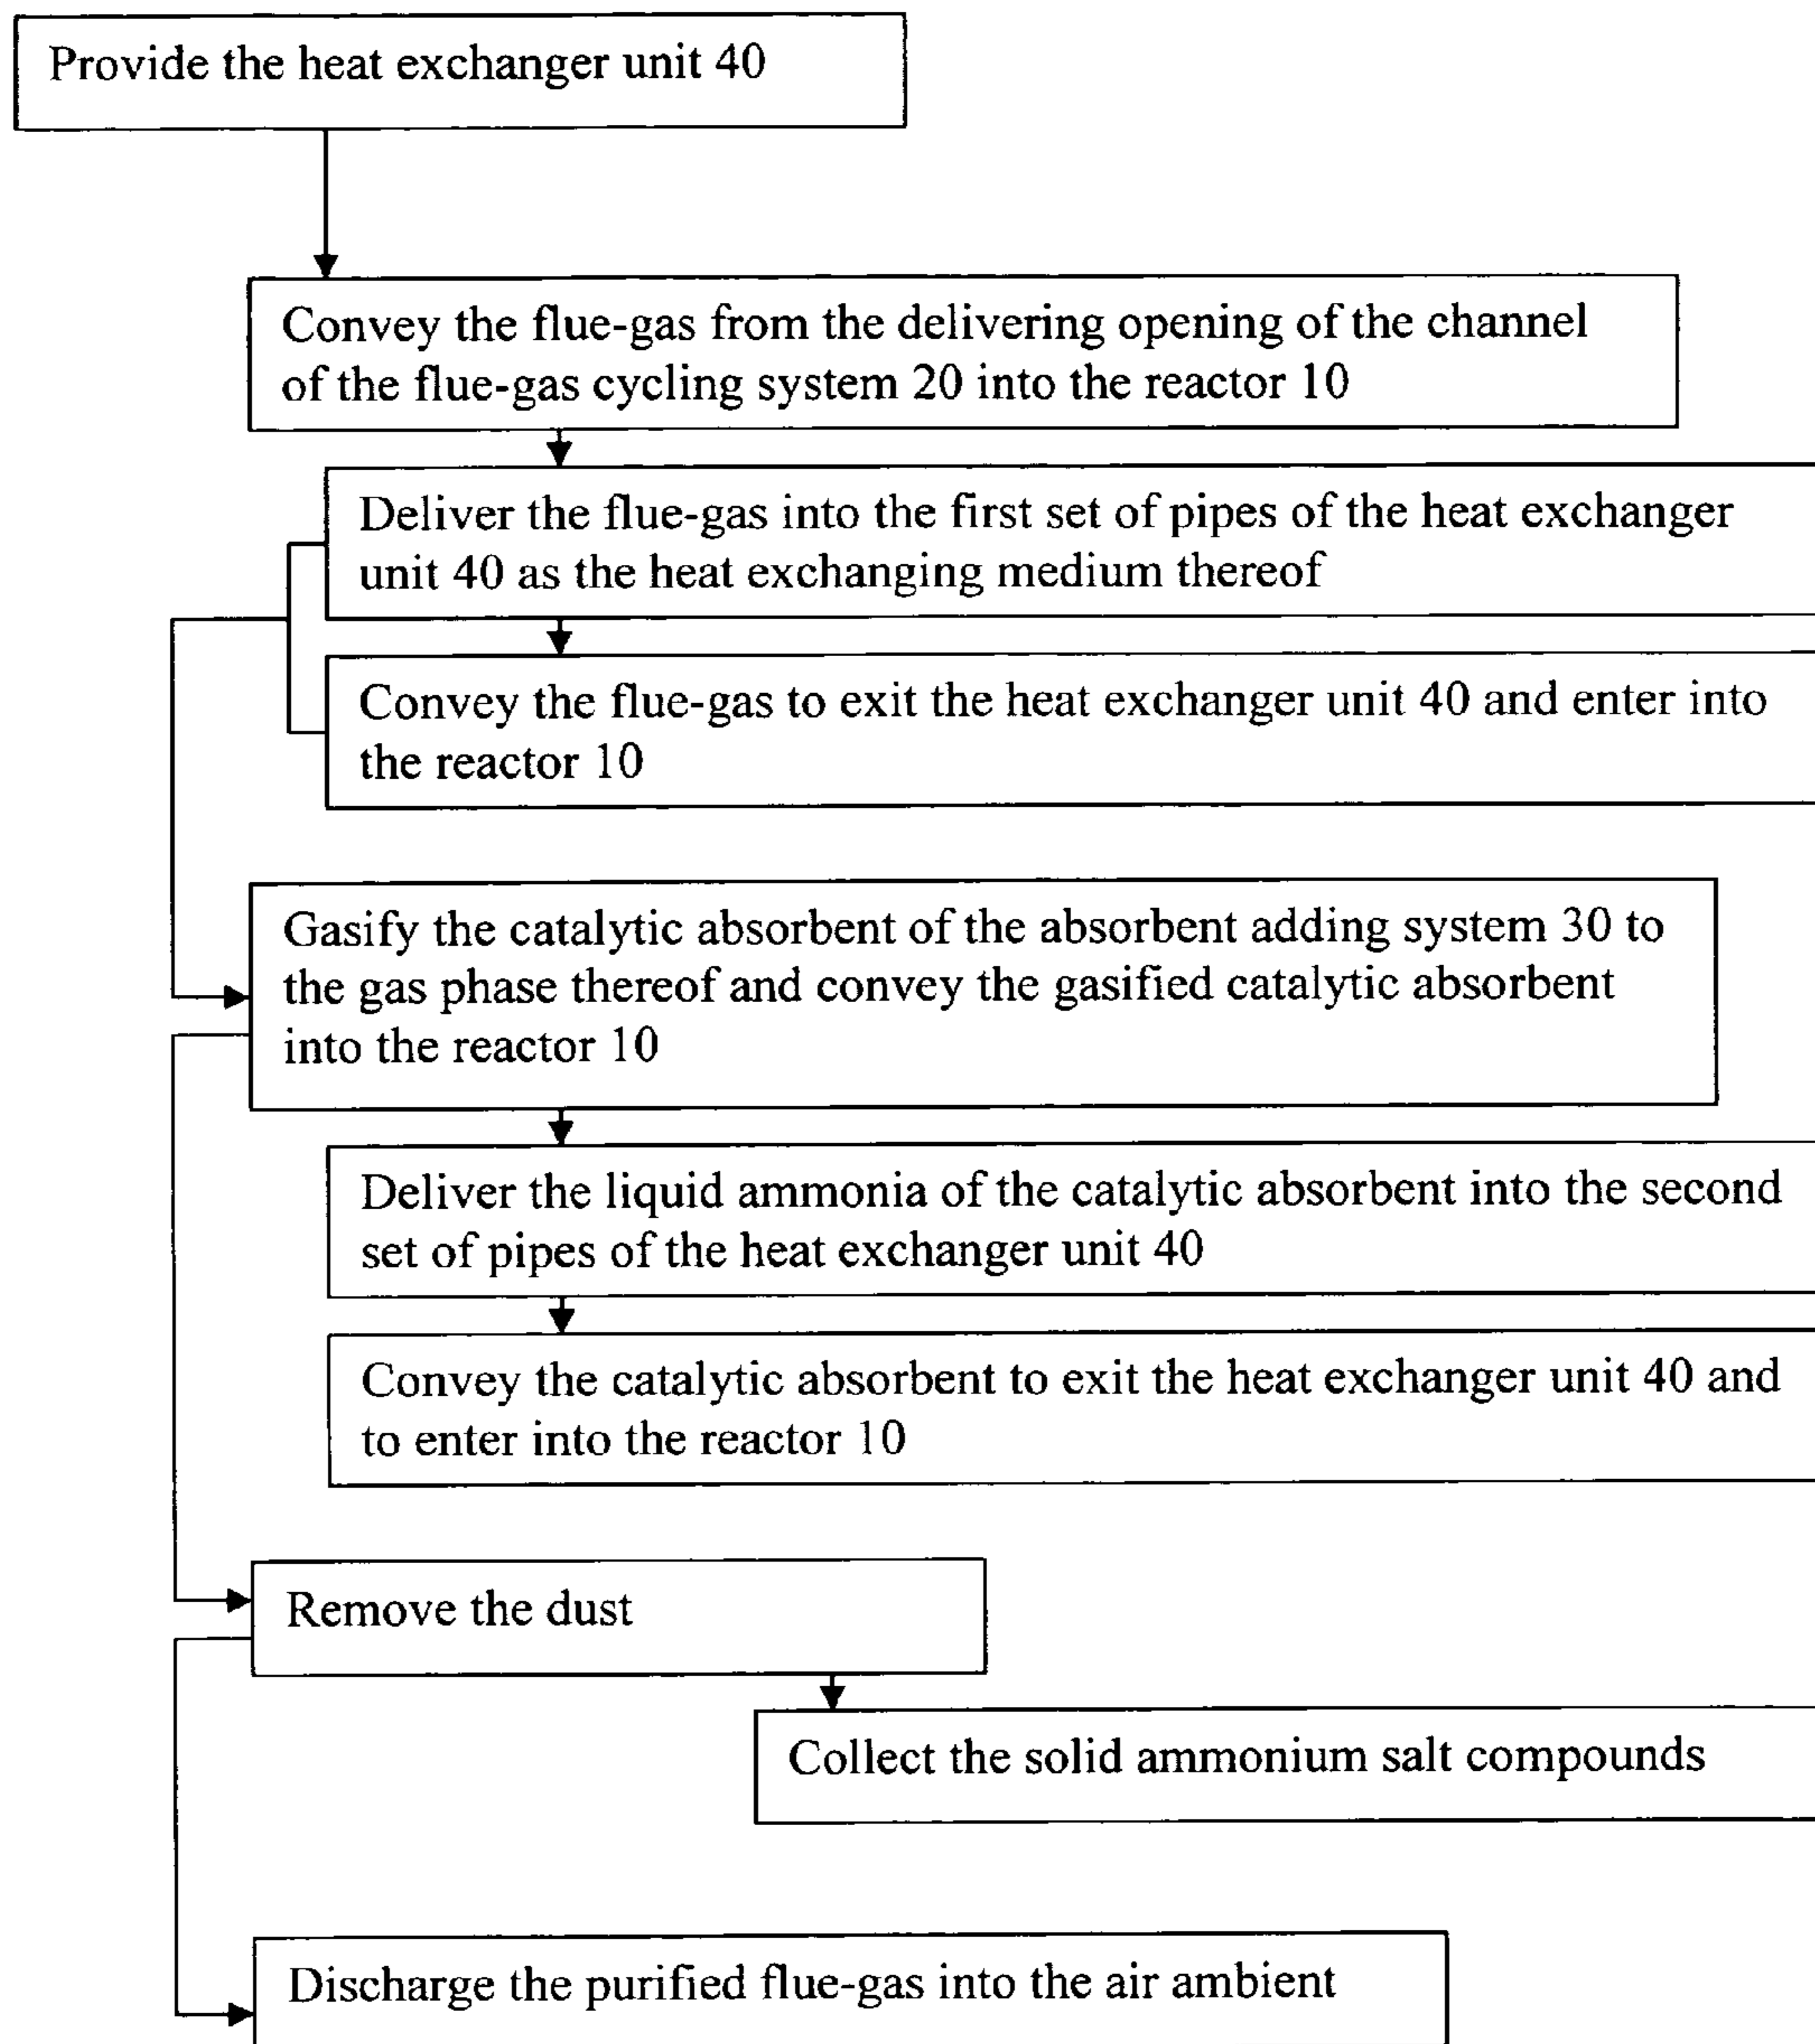 Provide the heat exchanger unit 40
Convey the flue-gas from the delivering opening of the channel
of the flue-gas cycling system 20 into the reactor 10
Deliver the flue-gas into the first set of pipes of the heat exchanger
unit 40 as the heat exchanging medium thereof
Convey the flue-gas to exit the heat exchanger unit 40 and enter into
the reactor 10
Gasify the catalytic absorbent of the absorbent adding system 30 to
the gas phase thereof and convey the gasified catalytic absorbent
into the reactor 10
Deliver the liquid ammonia of the catalytic absorbent into the second
set of pipes of the heat exchanger unit 40
Convey the catalytic absorbent to exit the heat exchanger unit 40 and
to enter into the reactor 10
Remove the dust
Collect the solid ammonium salt compounds
Discharge the purified flue-gas into the air ambient